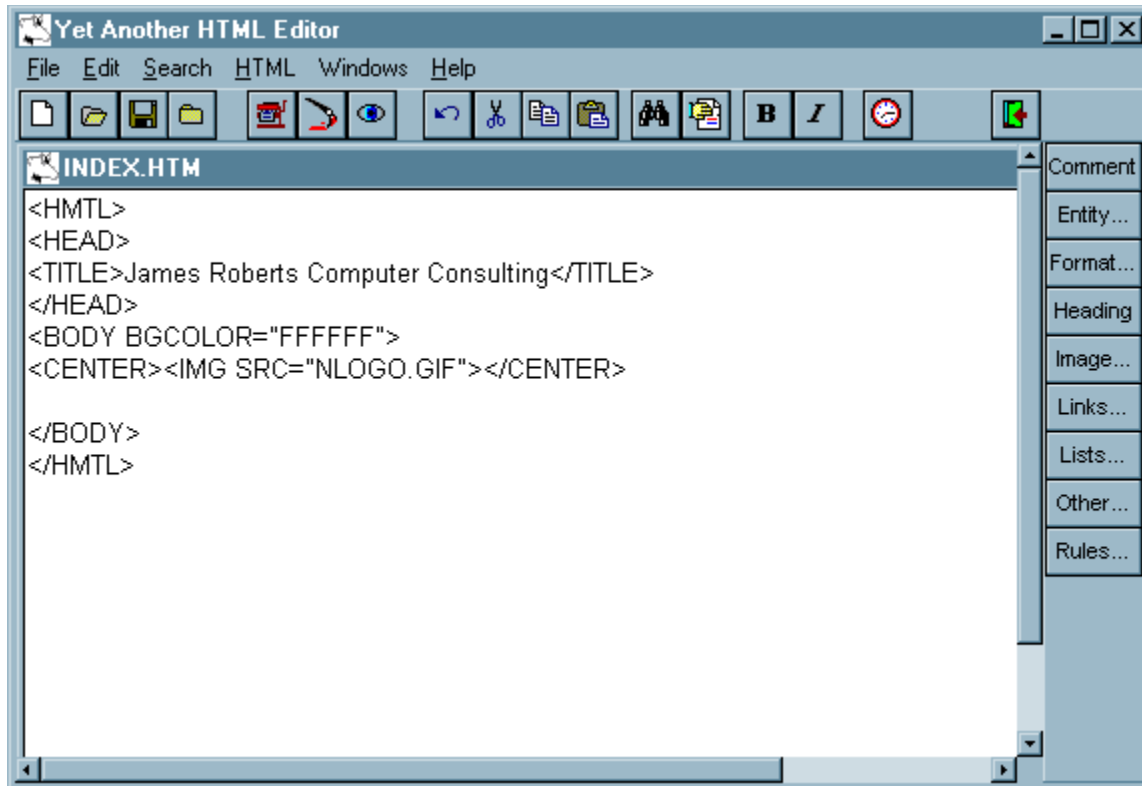 Yet Another HTML Editor
File Edit Search HTML Windows Help
B I
INDEX.HTM
<HMTL>
<HEAD>
<TITLE>James Roberts Computer Consulting</TITLE>
</HEAD>
<BODY BGCOLOR="FFFFFF">
<CENTER><IMG SRC="NLOGO.GIF"></CENTER>
</BODY>
</HMTL>
Comment
Entity...
Format...
Heading
Image...
Links...
Lists...
Other...
Rules...